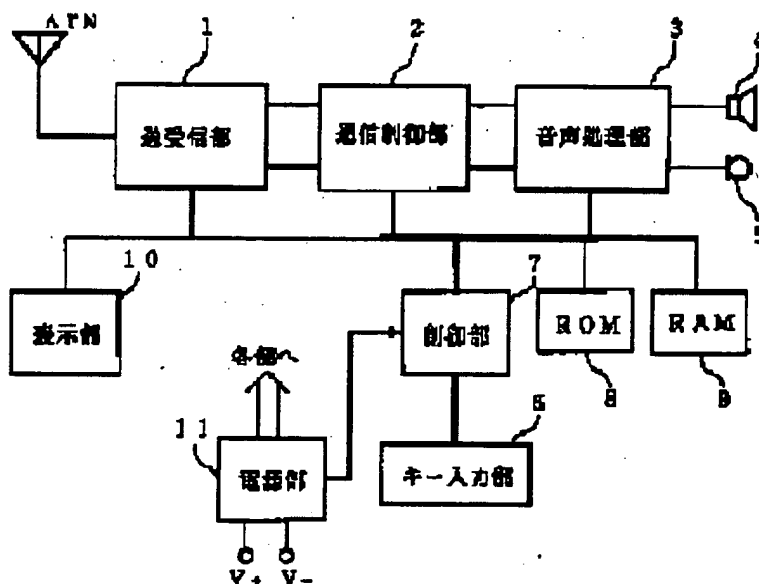 1
2
3
送受信部
通信制御部
音声処理部
10
7
表示部
制御部
ROM
RAM
各部へ
8
9
11
電源部
キー入力部
V+ V-